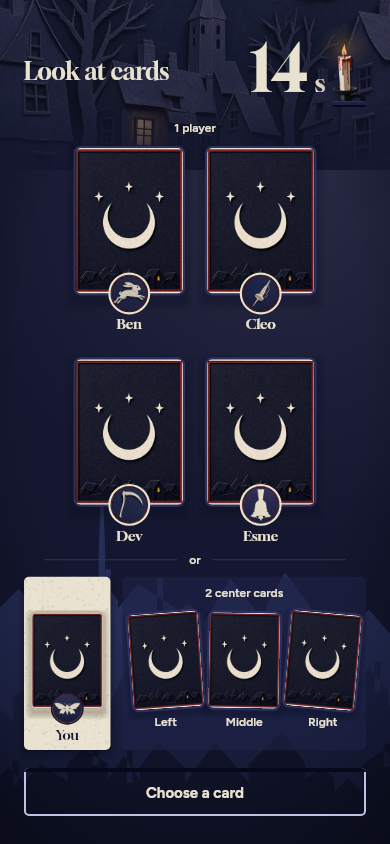 Look at cards
14 s
1 player
Ben
Cleo
Dev
Esme
or
2 center cards
Left
Middle
Right
You
Choose a card